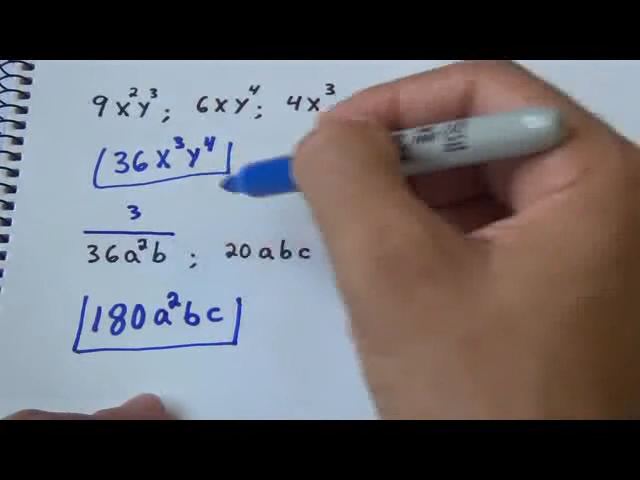 9x²y³; 6xy⁴; 4x³
36x³y⁴
3
36a²b ; 20abc
180a²bc